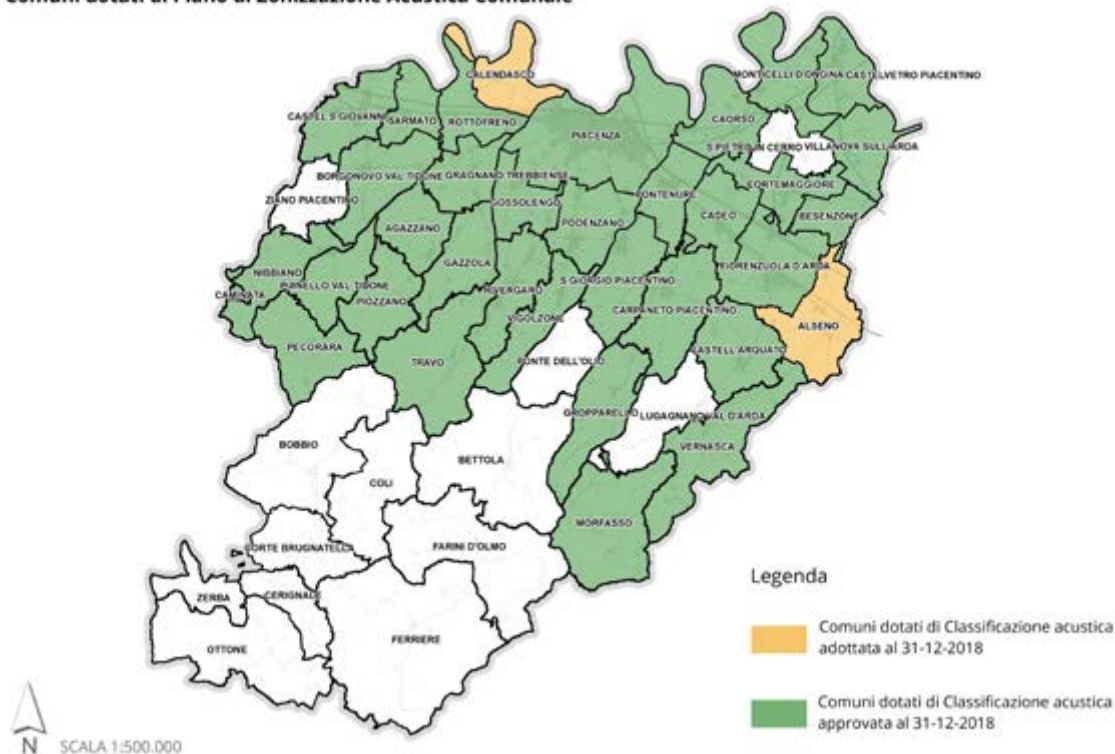 Comuni dotati di Piano di Zonizzazione Acustica Comunale
CALENDASCO
MONTICELLI D'ONGINA
CASTELVETRO PIACENTINO
CASTEL S GIOVANNI
SARMATO
ROTTOFRENO
PIACENZA
CAORSO
S PIETRO IN CERRO
VILLANOVA SULL'ARDA
BORGONOVO VAL TIDONE
GRAGNANO TREBBIENSE
ZIANO PIACENTINO
GOSSOLENGO
PONTENURE
CORTEMAGGIORE
AGAZZANO
PODENZANO
CADEO
BESENZONE
GAZZOLA
FIORENZUOLA D'ARDA
NIBBIANO
PIANELLO VAL TIDONE
S GIORGIO PIACENTINO
CAMINATA
PIOZZANO
RIVERGARO
CARPANETO PIACENTINO
VIGOLZONE
ALSENO
PECORARA
TRAVO
PONTE DELL'OLIO
CASTELL'ARQUATO
GROPPARELLO
LUGAGNANO VAL D'ARDA
BOBBIO
VERNASCA
BETTOLA
COLI
MORFASSO
CORTE BRUGNATELLA
FARINI D'OLMO
ZERBA
CERIGNALE
OTTONE
FERRIERE
Legenda
Comuni dotati di Classificazione acustica
adottata al 31-12-2018
Comuni dotati di Classificazione acustica
approvata al 31-12-2018
N
SCALA 1:500.000